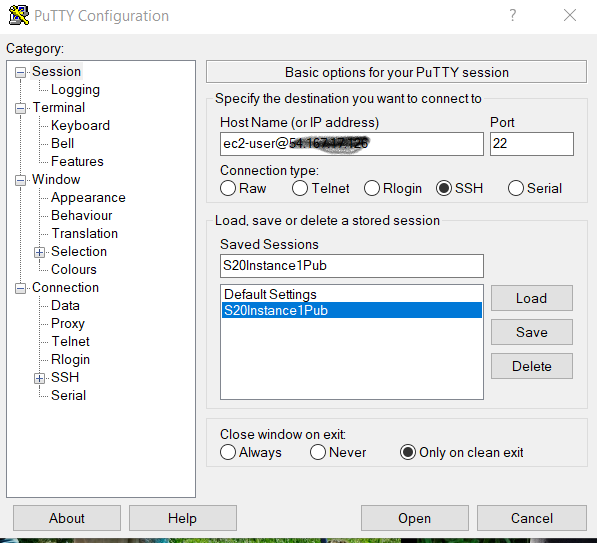 PuTTY Configuration
Category:
Session
Logging
Terminal
Keyboard
Bell
Features
Window
Appearance
Behaviour
Translation
Selection
Colours
Connection
Data
Proxy
Telnet
Rlogin
SSH
Serial
Basic options for your PuTTY session
Specify the destination you want to connect to
Host Name (or IP address) Port
ec2-user@ 22
Connection type:
Raw Telnet Rlogin SSH Serial
Load, save or delete a stored session
Saved Sessions
S20Instance1Pub
Default Settings Load
S20Instance1Pub
Save
Delete
Close window on exit:
Always Never Only on clean exit
About Help Open Cancel